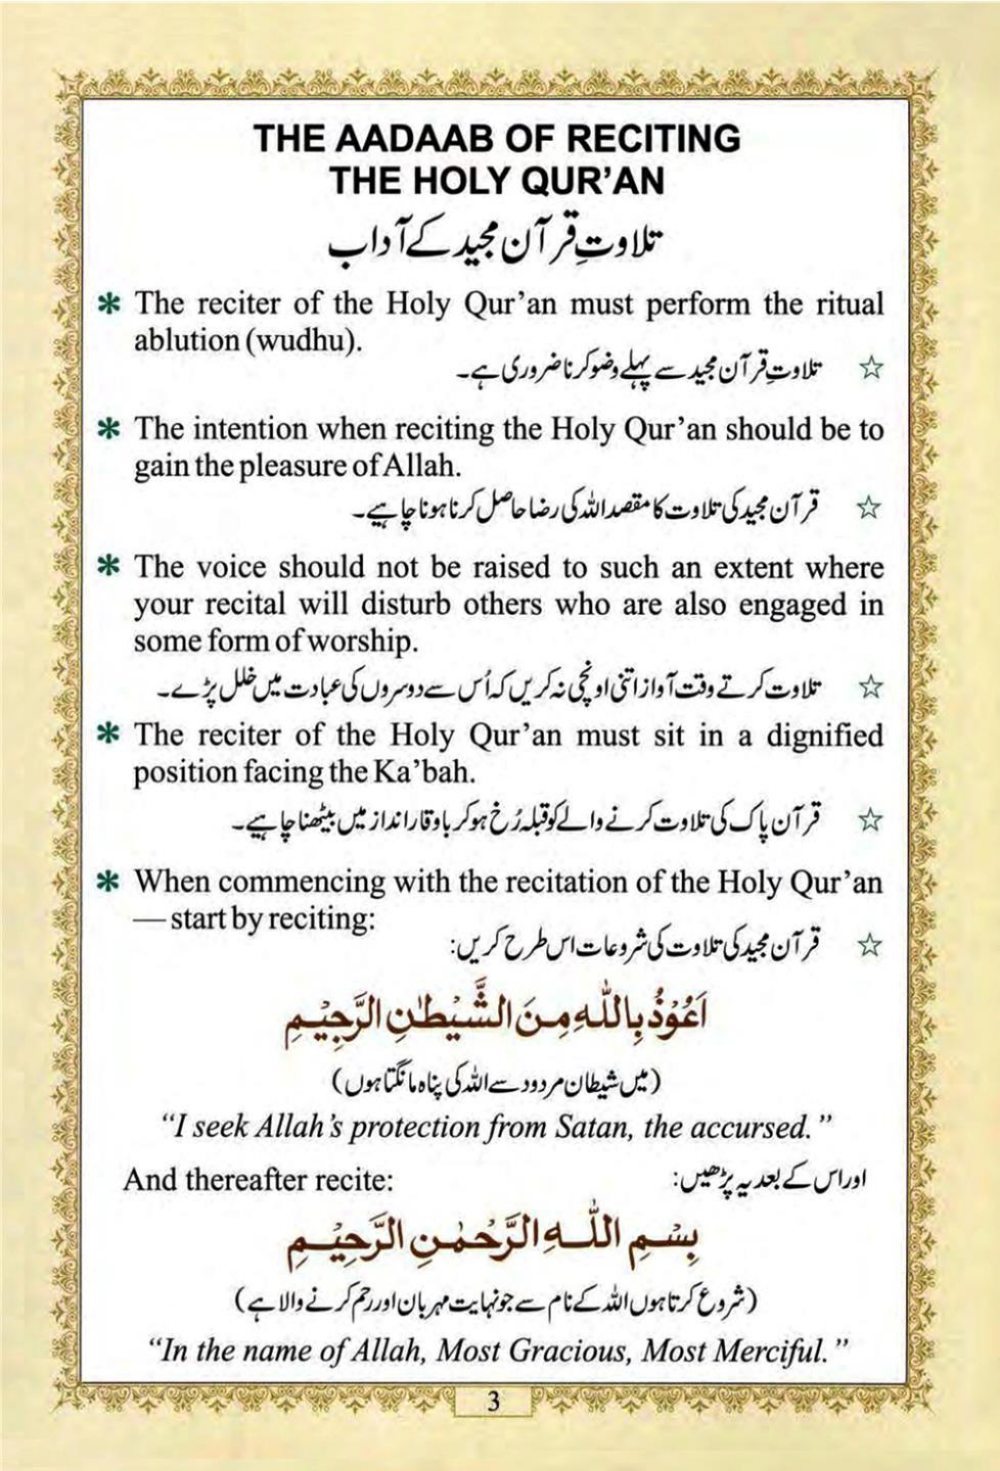 THE AADAAB OF RECITING
THE HOLY QUR’AN
تلاوتِ قرآن مجید کے آداب
* The reciter of the Holy Qur’an must perform the ritual
ablution (wudhu).
☆ تلاوتِ قرآن مجید سے پہلے وضو کرنا ضروری ہے۔
* The intention when reciting the Holy Qur’an should be to
gain the pleasure of Allah.
☆ قرآن مجید کی تلاوت کا مقصد اللہ کی رضا حاصل کرنا ہونا چاہیے۔
* The voice should not be raised to such an extent where
your recital will disturb others who are also engaged in
some form of worship.
☆ تلاوت کرتے وقت آواز اتنی اونچی نہ کریں کہ اُس سے دوسروں کی عبادت میں خلل پڑے۔
* The reciter of the Holy Qur’an must sit in a dignified
position facing the Ka’bah.
☆ قرآن پاک کی تلاوت کرنے والے کو قبلہ رُخ ہو کر باوقار انداز میں بیٹھنا چاہیے۔
* When commencing with the recitation of the Holy Qur’an
— start by reciting:
☆ قرآن مجید کی تلاوت کی شروعات اس طرح کریں:
اَعُوْذُ بِاللّٰهِ مِنَ الشَّيْطٰنِ الرَّجِيْمِ
(میں شیطان مردود سے اللہ کی پناہ مانگتا ہوں)
“I seek Allah’s protection from Satan, the accursed.”
And thereafter recite: اور اس کے بعد یہ پڑھیں:
بِسْمِ اللّٰهِ الرَّحْمٰنِ الرَّحِيْمِ
(شروع کرتا ہوں اللہ کے نام سے جو نہایت مہربان اور رحم کرنے والا ہے)
“In the name of Allah, Most Gracious, Most Merciful.”
3